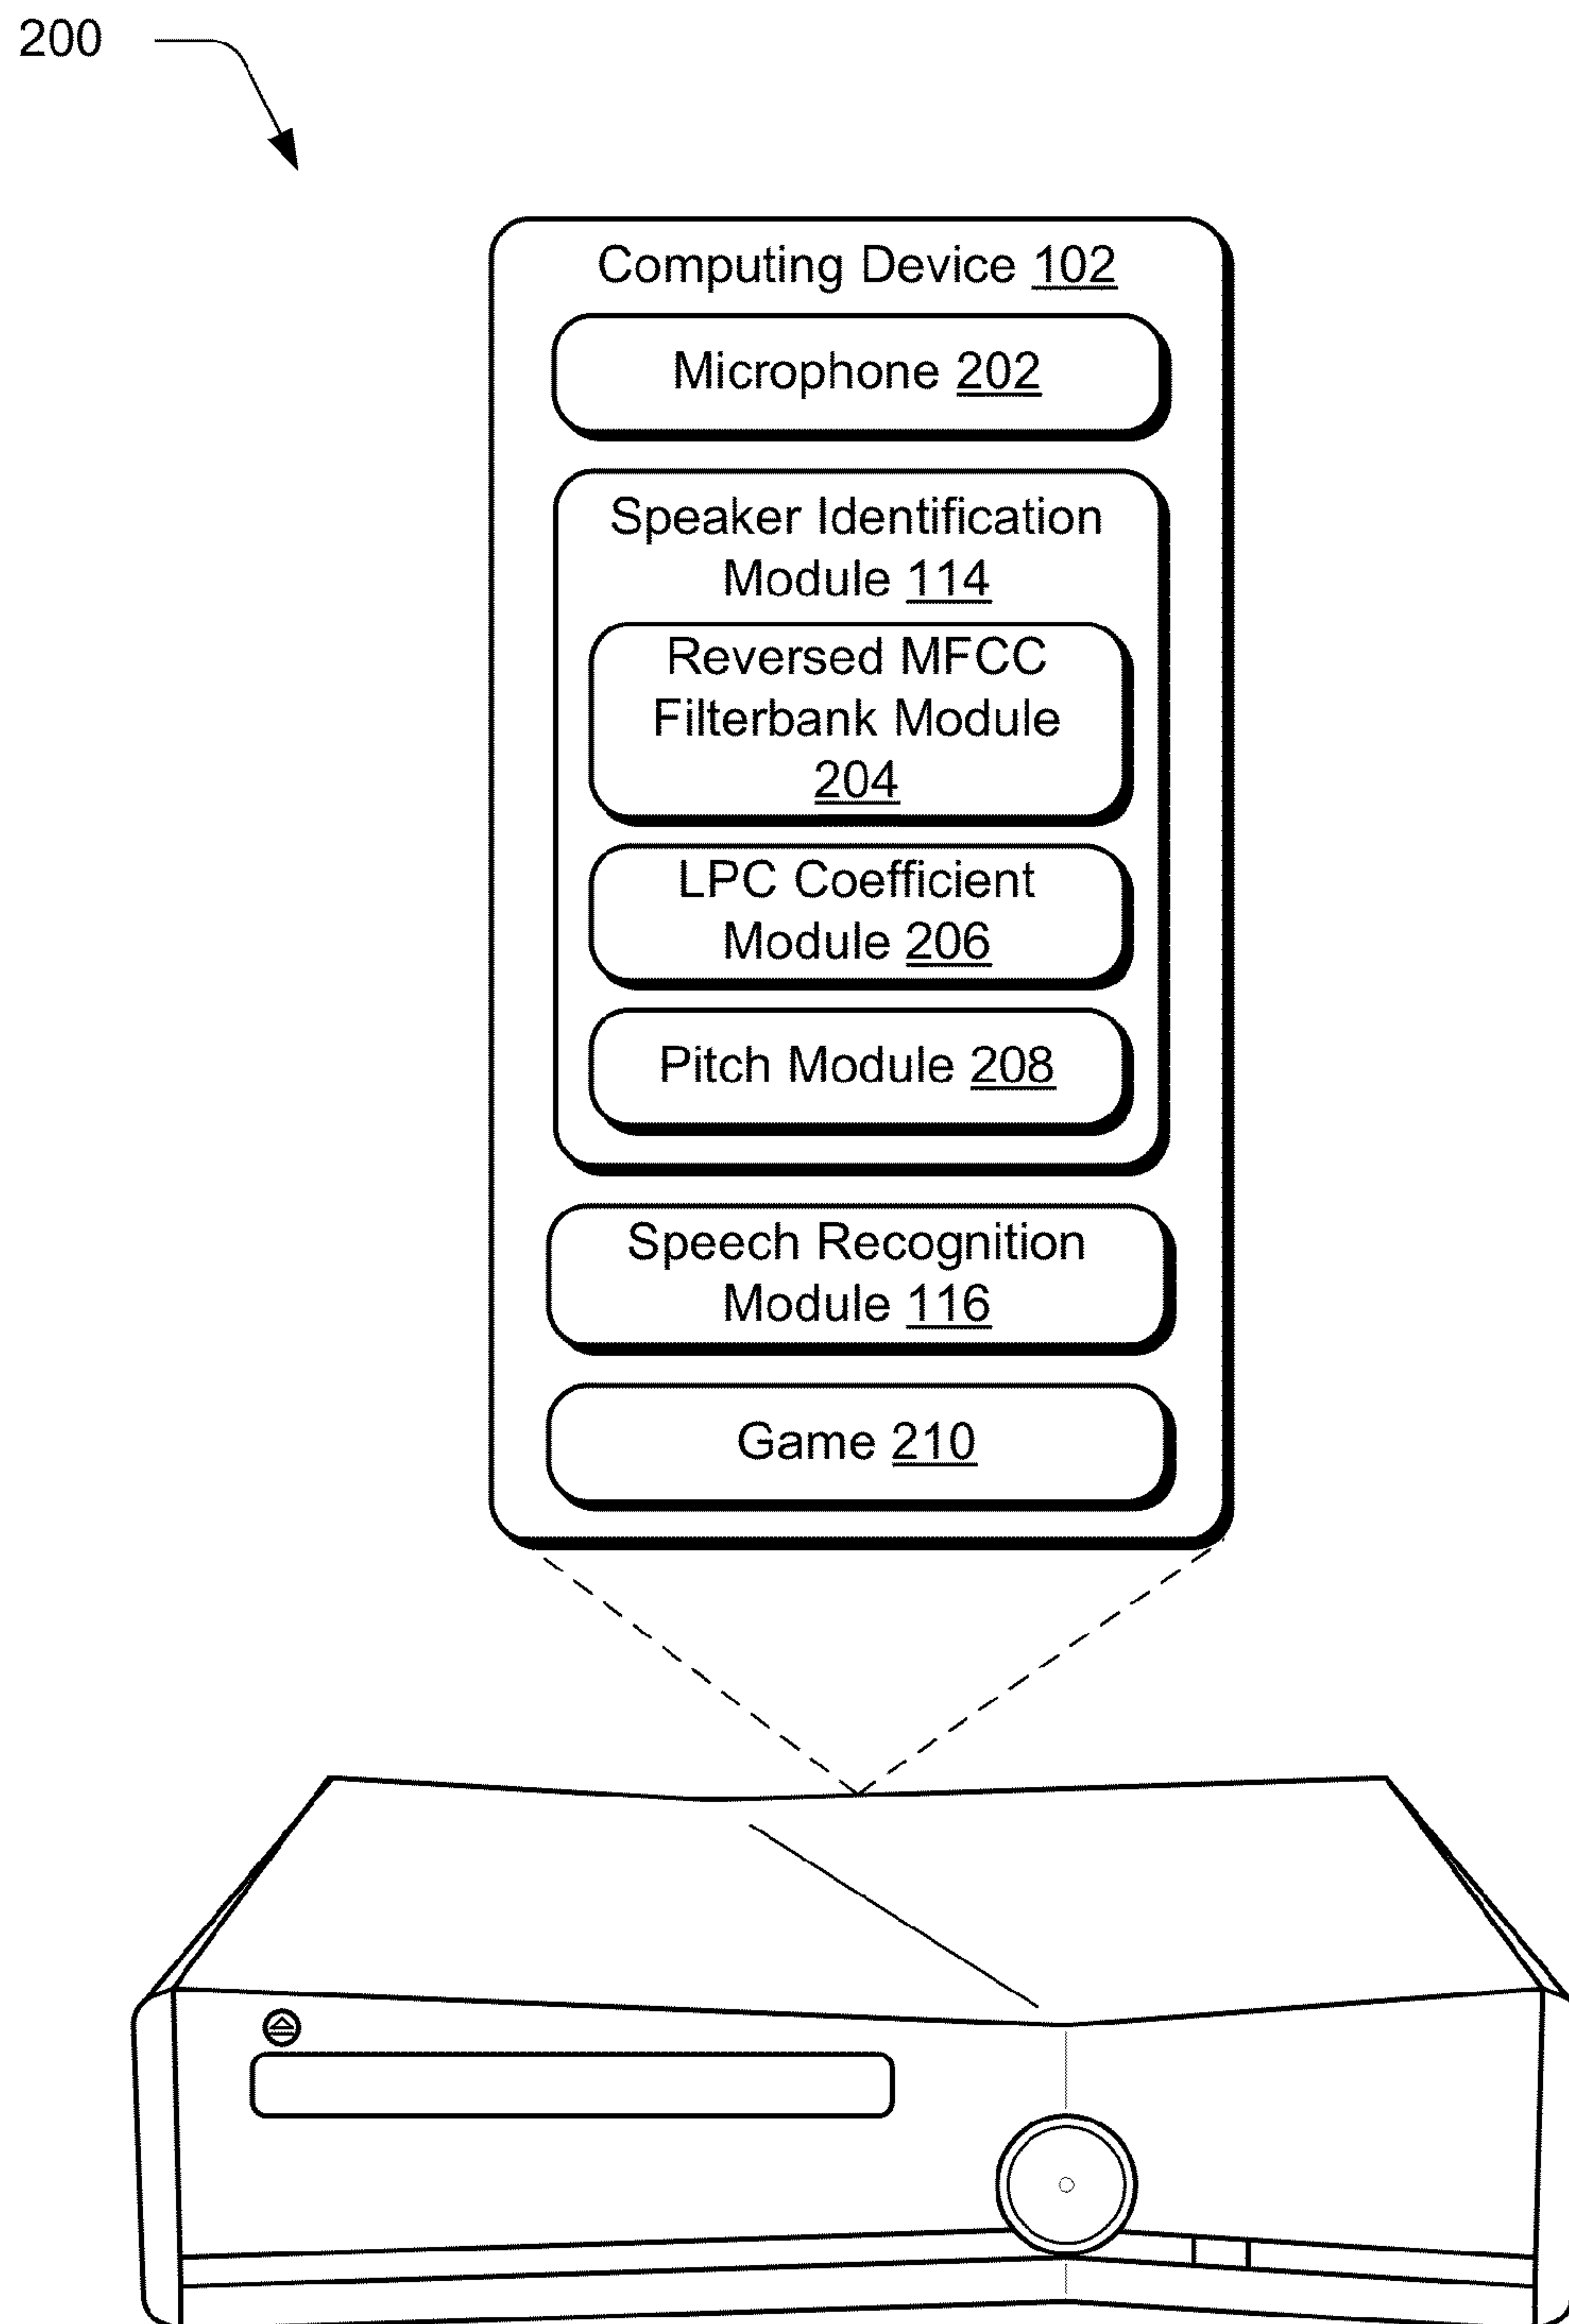 200
Computing Device 102
Microphone 202
Speaker Identification
Module 114
Reversed MFCC
Filterbank Module
204
LPC Coefficient
Module 206
Pitch Module 208
Speech Recognition
Module 116
Game 210